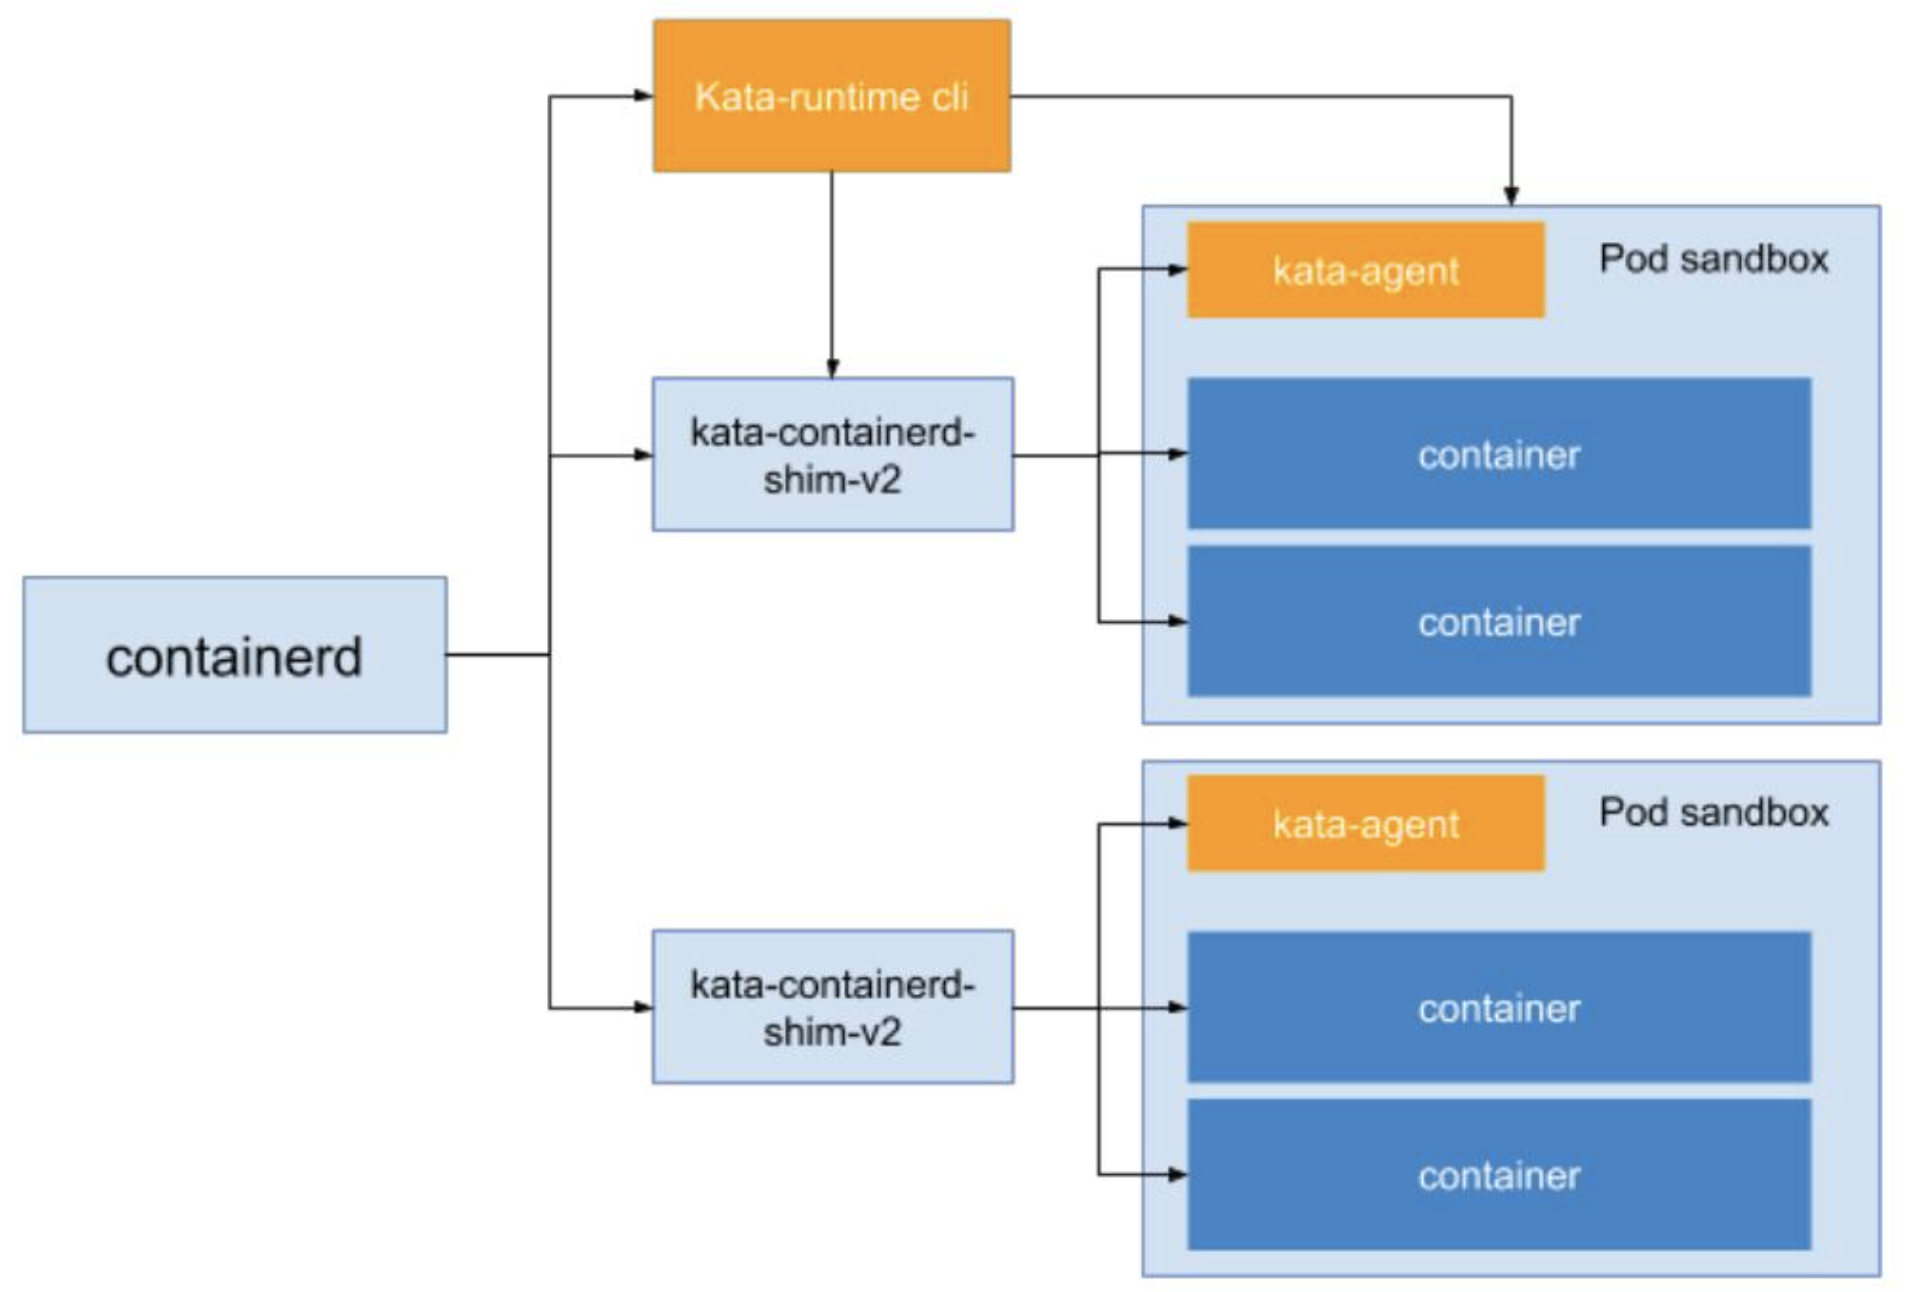 Kata-runtime cli
kata-agent
Pod sandbox
kata-containerd-
shim-v2
container
container
containerd
kata-agent
Pod sandbox
kata-containerd-
shim-v2
container
container